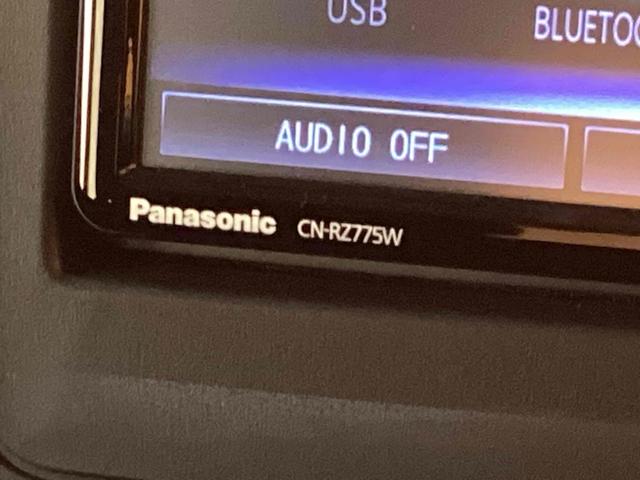 USB
AUDIO OFF
Panasonic CN-RZ775W